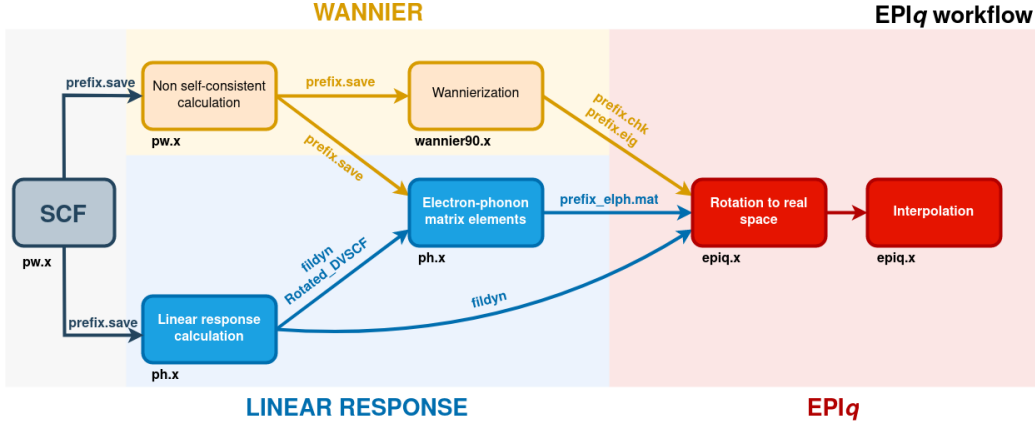 WANNIER
EPIq workflow
prefix.save
Non self-consistent
calculation
pw.x
prefix.save
prefix.save
Wannierization
wannier90.x
prefix.chk
prefix.eig
SCF
pw.x
Electron-phonon
matrix elements
ph.x
prefix_elph.mat
Rotation to real
space
epiq.x
Interpolation
epiq.x
fildyn
Rotated_DVSCF
fildyn
prefix.save
Linear response
calculation
ph.x
LINEAR RESPONSE
EPIq